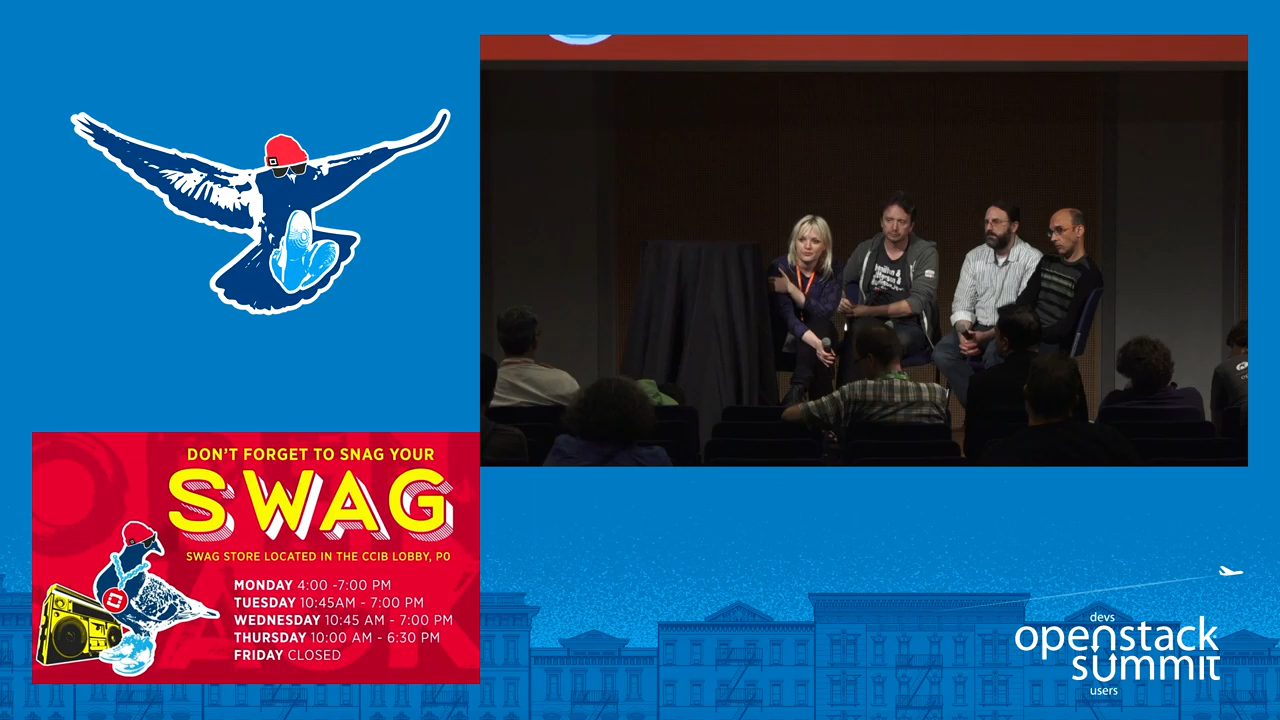 DON'T FORGET TO SNAG YOUR
SWAG
SWAG STORE LOCATED IN THE CCIB LOBBY, P0
MONDAY 4:00 -7:00 PM
TUESDAY 10:45AM - 7:00 PM
WEDNESDAY 10:45 AM - 7:00 PM
THURSDAY 10:00 AM - 6:30 PM
FRIDAY CLOSED
devs
openstack
summit
users